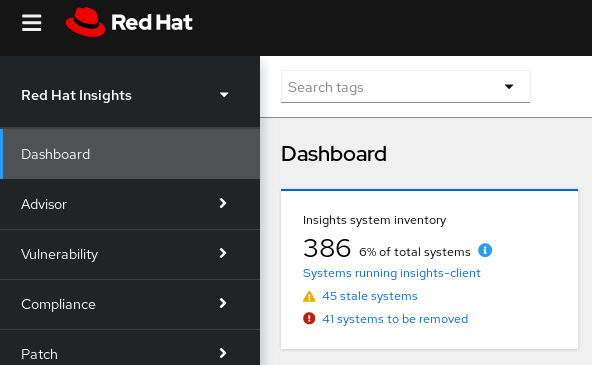 Red Hat
Red Hat Insights
Search tags
Dashboard
Advisor
Vulnerability
Compliance
Patch
Dashboard
Insights system inventory
386 6% of total systems
Systems running insights-client
45 stale systems
41 systems to be removed